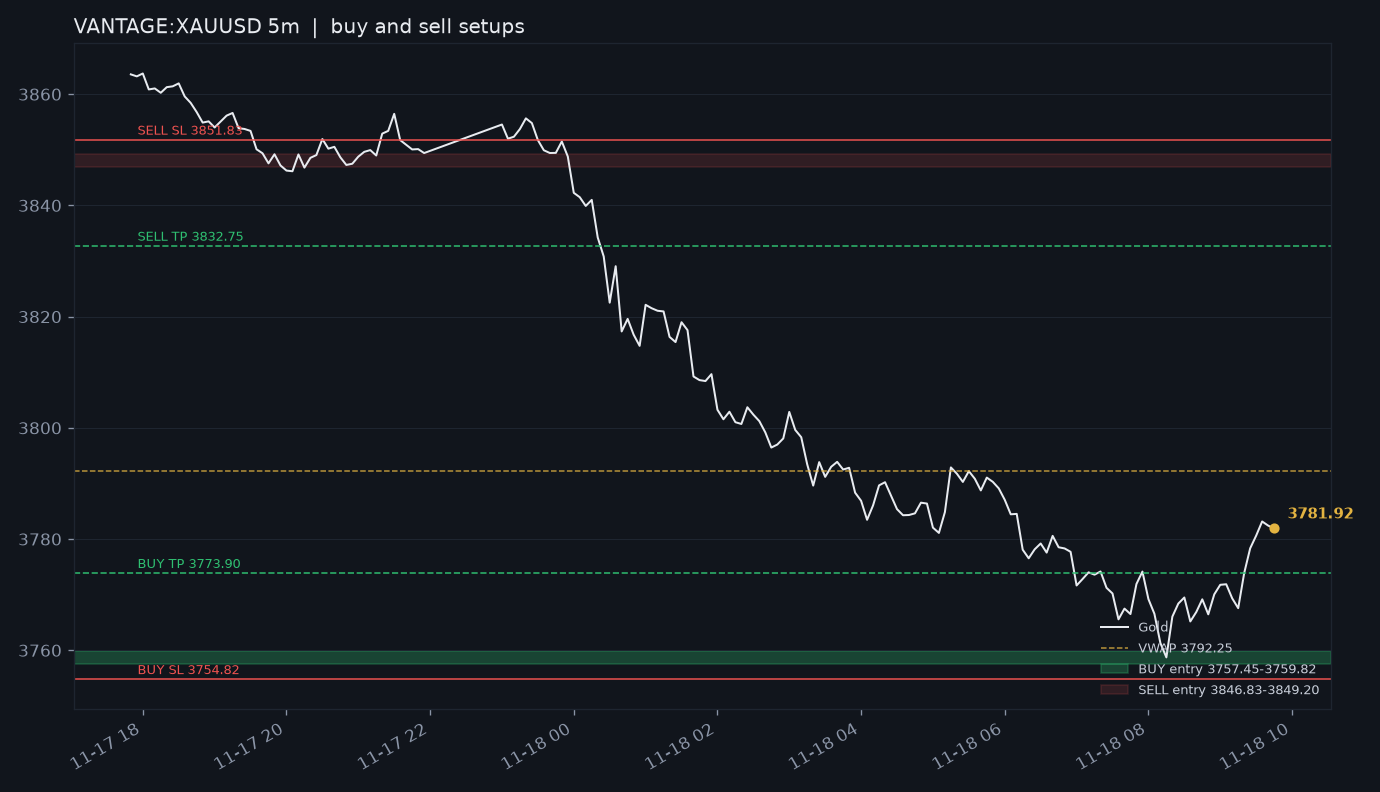 VANTAGE:XAUUSD 5m | buy and sell setups
3860
SELL SL 3851.83
3840
SELL TP 3832.75
3820
3800
3781.92
3780
BUY TP 3773.90
3760
BUY SL 3754.82
Gold
VWAP 3792.25
BUY entry 3757.45-3759.82
SELL entry 3846.83-3849.20
11-17 18
11-17 20
11-17 22
11-18 00
11-18 02
11-18 04
11-18 06
11-18 08
11-18 10